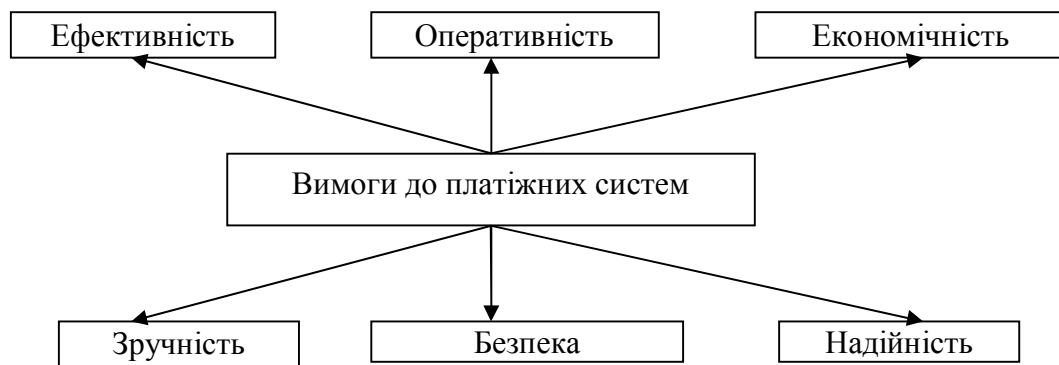 Ефективність
Оперативність
Економічність
Вимоги до платіжних систем
Зручність
Безпека
Надійність